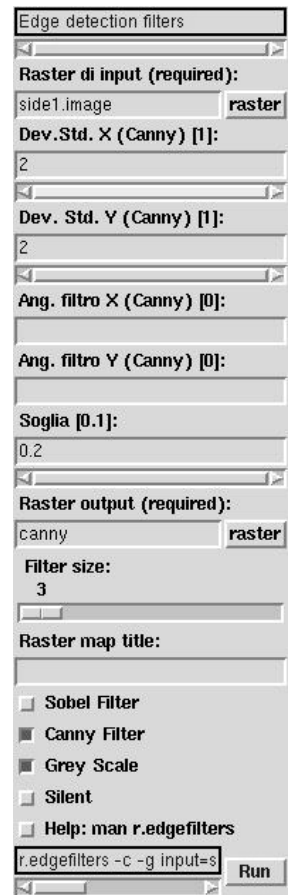 Edge detection filters
Raster di input (required):
side1.image raster
Dev.Std. X (Canny) [1]:
2
Dev. Std. Y (Canny) [1]:
2
Ang. filtro X (Canny) [0]:
Ang. filtro Y (Canny) [0]:
Soglia [0.1]:
0.2
Raster output (required):
canny raster
Filter size:
3
Raster map title:
Sobel Filter
Canny Filter
Grey Scale
Silent
Help: man r.edgefilters
r.edgefilters -c -g input=s Run